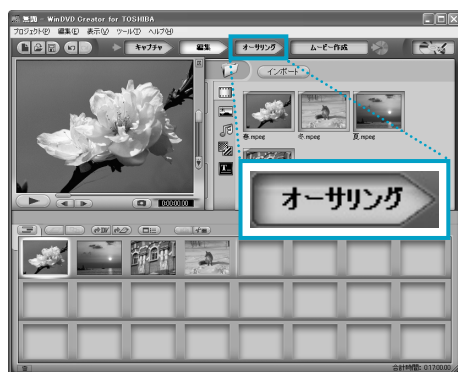 無題 - WinDVD Creator for TOSHIBA
プロジェクト(P) 編集(E) 表示(V) ツール(T) ヘルプ(H)
キャプチャ 編集 オーサリング ムービー作成
インポート
春.mpeg 冬.mpeg 夏.mpeg
オーサリング
00:00:00.00
合計時間: 0:17:00.00